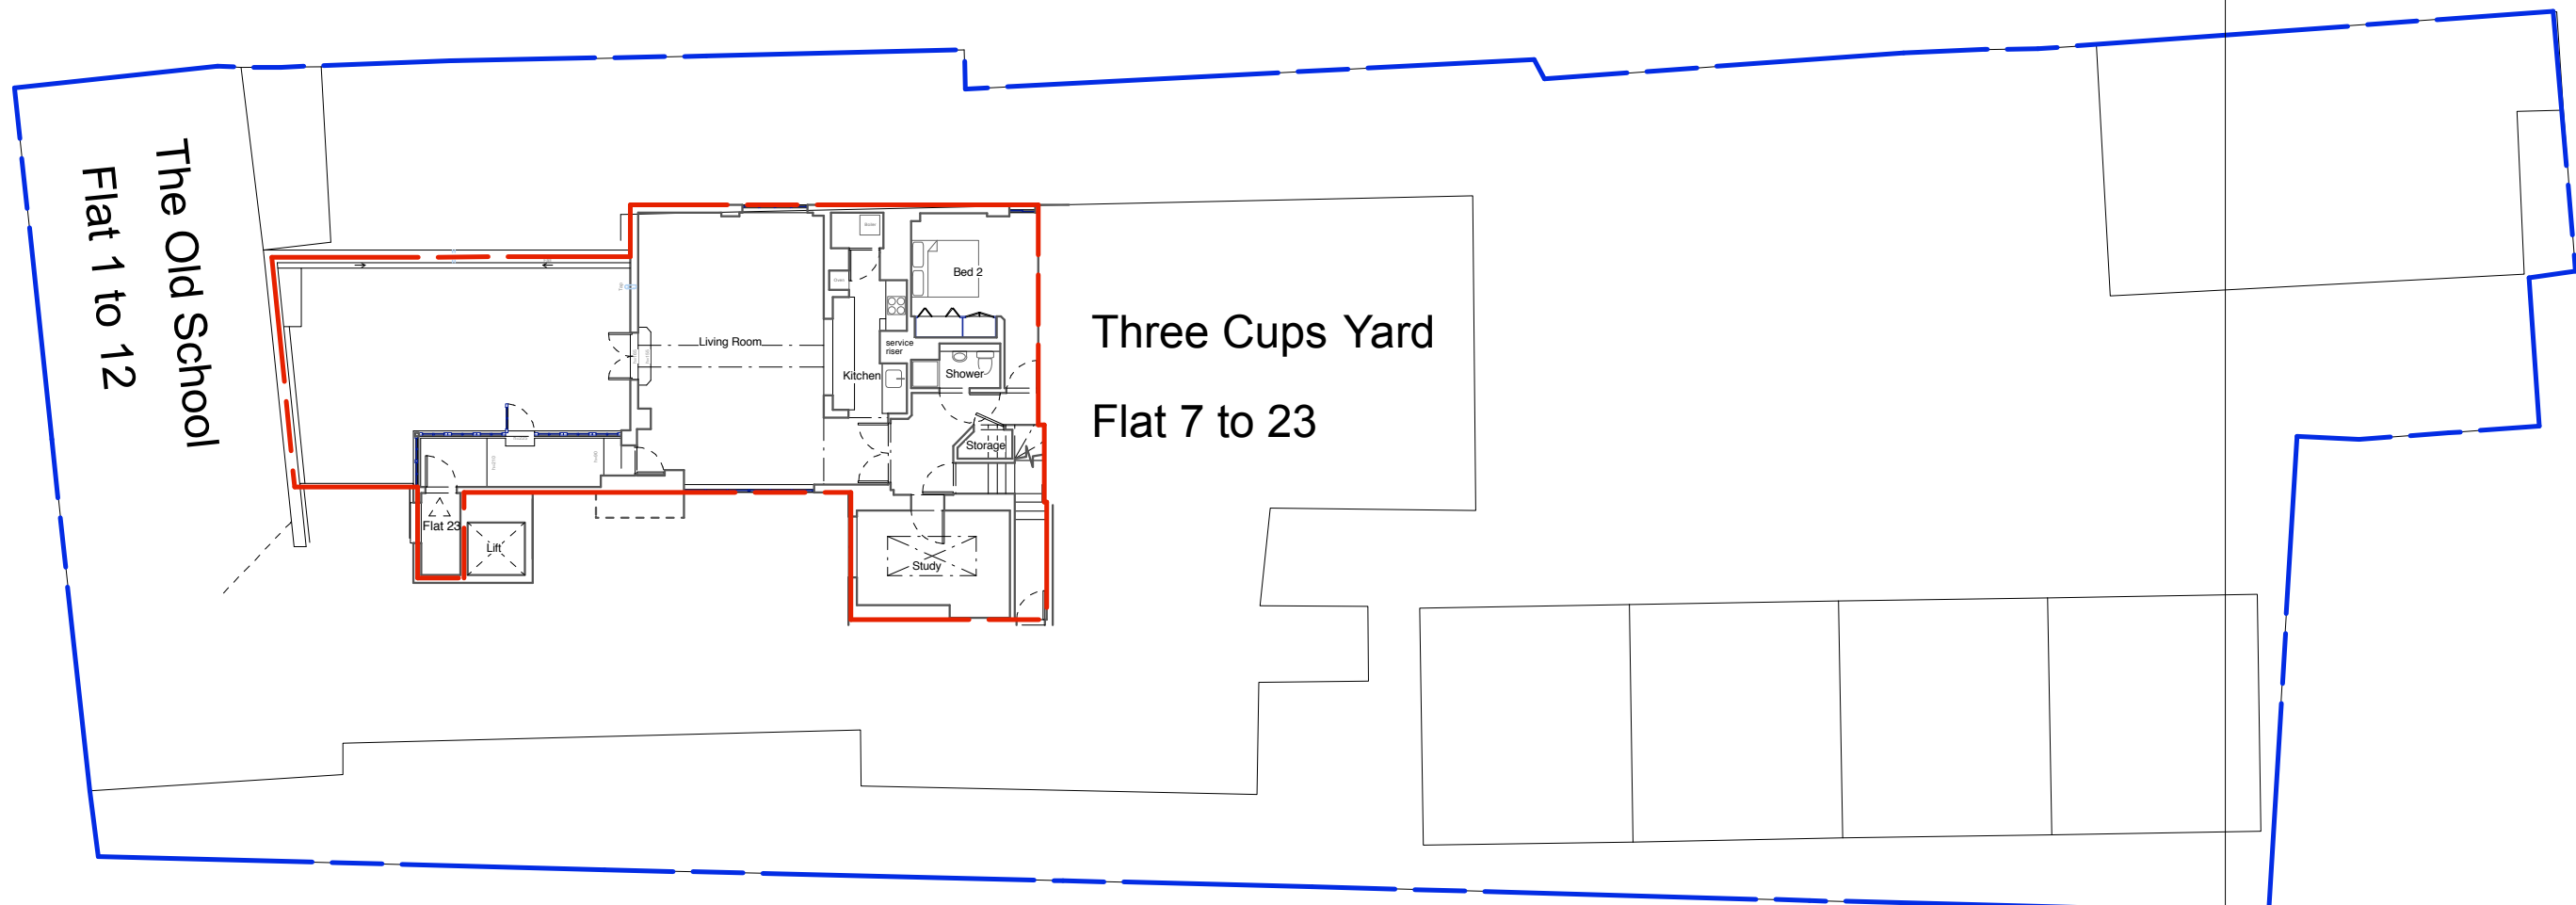 The Old School
Flat 1 to 12
Three Cups Yard
Flat 7 to 23
Living Room
Kitchen
Bed 2
service
riser
Shower
Storage
Study
Flat 23
Lift